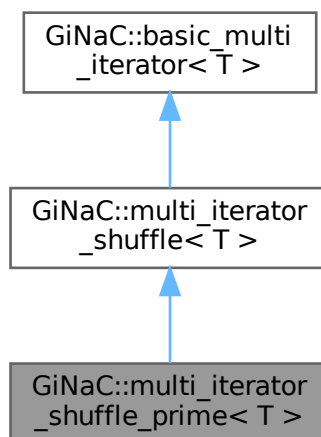 GiNaC::basic_multi
_iterator< T >
GiNaC::multi_iterator
_shuffle< T >
GiNaC::multi_iterator
_shuffle_prime< T >